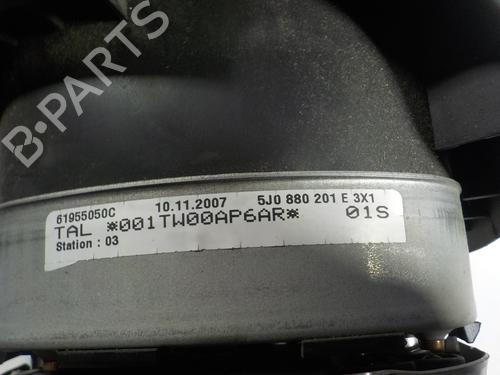 B-PARTS
61955050C 10.11.2007 5J0 880 201 E 3X1
TAL *001TW00AP6AR* 01S
Station : 03